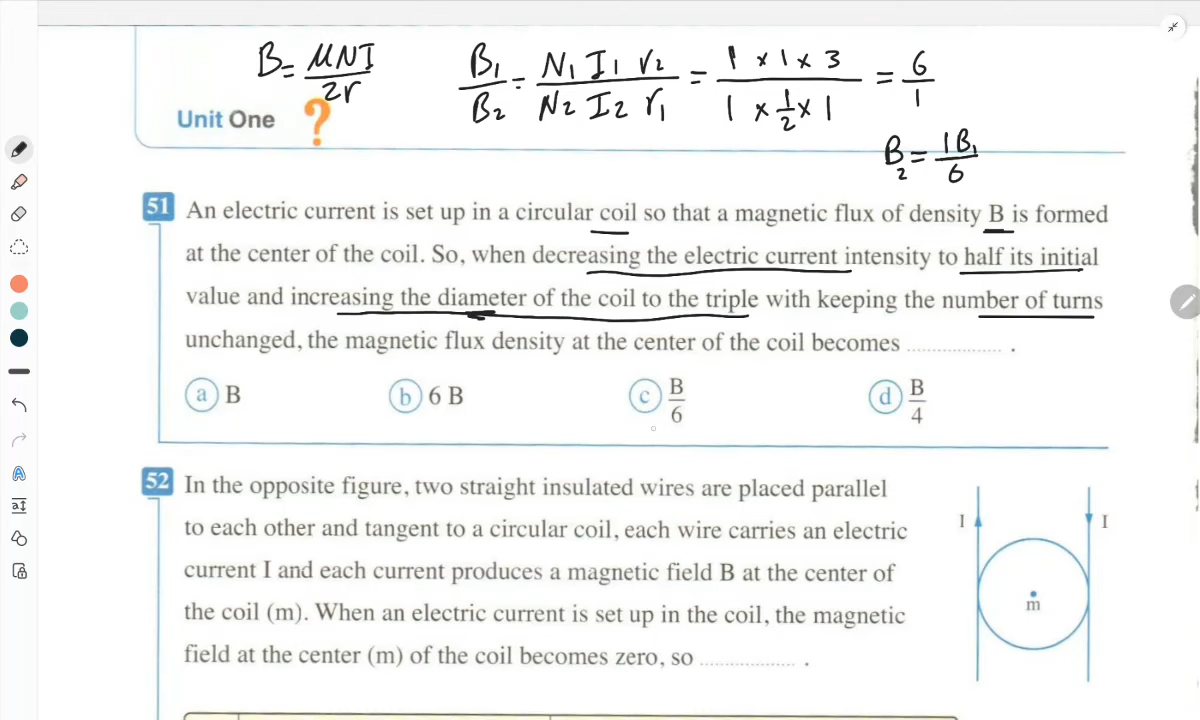 B = μNI / 2r
B₁ / B₂ = N₁ I₁ r₂ / N₂ I₂ r₁ = 1 × 1 × 3 / 1 × 1/2 × 1 = 6 / 1
B₂ = 1B₁ / 6
Unit One ?
51 An electric current is set up in a circular coil so that a magnetic flux of density B is formed
at the center of the coil. So, when decreasing the electric current intensity to half its initial
value and increasing the diameter of the coil to the triple with keeping the number of turns
unchanged, the magnetic flux density at the center of the coil becomes .................... .
a B b 6 B c B/6 d B/4
52 In the opposite figure, two straight insulated wires are placed parallel
to each other and tangent to a circular coil, each wire carries an electric
current I and each current produces a magnetic field B at the center of
the coil (m). When an electric current is set up in the coil, the magnetic
field at the center (m) of the coil becomes zero, so .................... .
I I
m